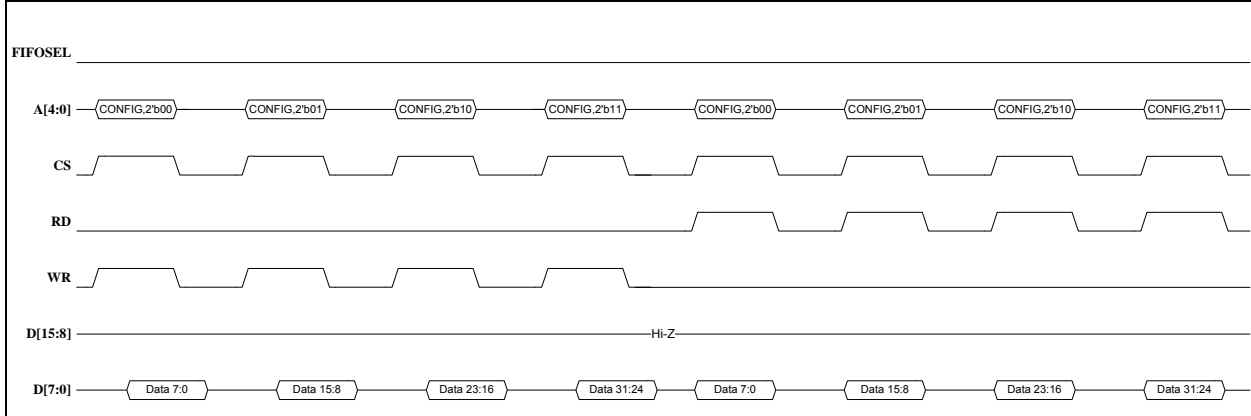 FIFOSEL
A[4:0] CONFIG,2'b00 CONFIG,2'b01 CONFIG,2'b10 CONFIG,2'b11 CONFIG,2'b00 CONFIG,2'b01 CONFIG,2'b10 CONFIG,2'b11
CS
RD
WR
D[15:8] Hi-Z
D[7:0] Data 7:0 Data 15:8 Data 23:16 Data 31:24 Data 7:0 Data 15:8 Data 23:16 Data 31:24